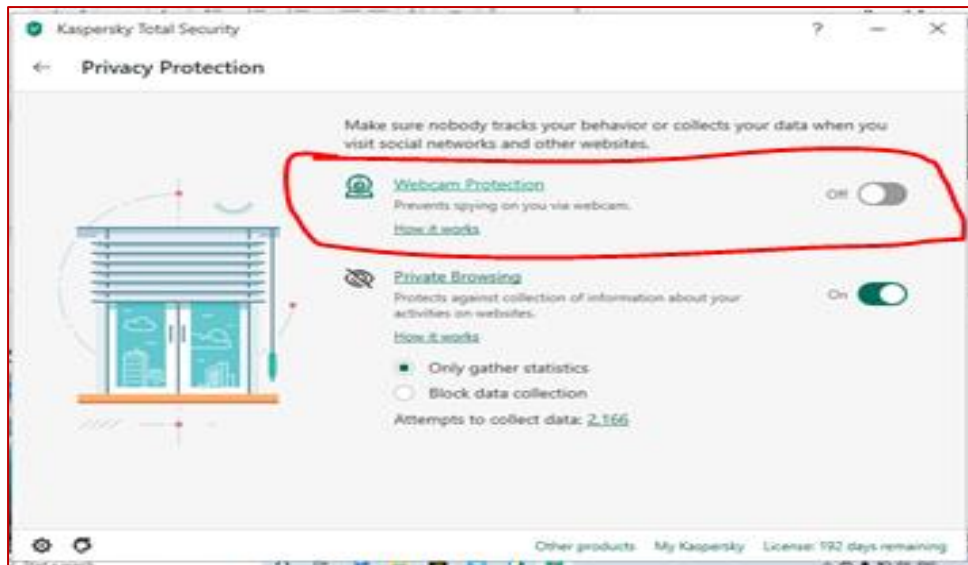 Kaspersky Total Security
?
Privacy Protection
Make sure nobody tracks your behavior or collects your data when you
visit social networks and other websites.
Webcam Protection
Off
Prevents spying on you via webcam.
How it works
Private Browsing
On
Protects against collection of information about your
activities on websites.
How it works
Only gather statistics
Block data collection
Attempts to collect data: 2,166
Other products My Kaspersky License: 192 days remaining